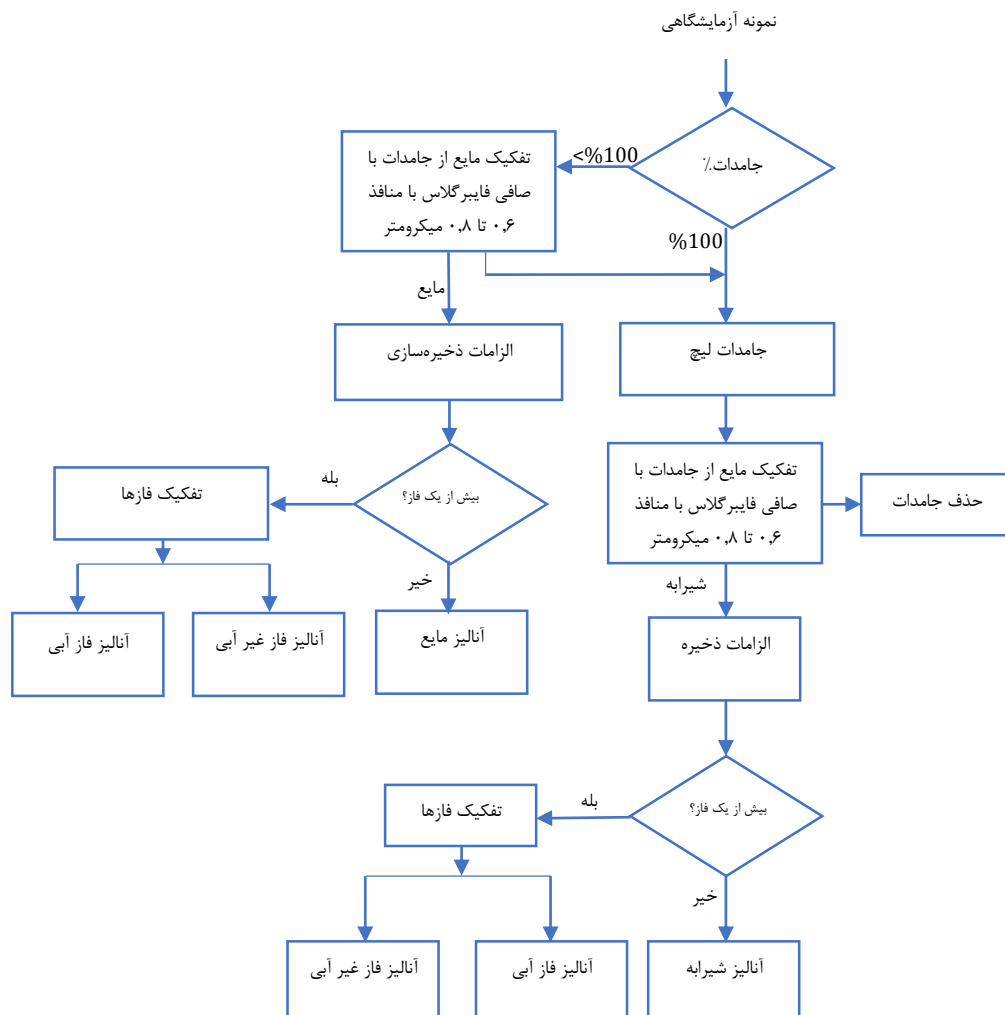 نمونه آزمایشگاهی
جامدات٪
<%100
تفکیک مایع از جامدات با
صافی فایبرگلاس با منافذ
۰٫۶ تا ۰٫۸ میکرومتر
%100
مایع
جامدات لیچ
الزامات ذخیره‌سازی
تفکیک مایع از جامدات با
صافی فایبرگلاس با منافذ
۰٫۶ تا ۰٫۸ میکرومتر
حذف جامدات
بیش از یک فاز؟
بله
تفکیک فازها
خیر
شیرابه
آنالیز مایع
آنالیز فاز غیر آبی
آنالیز فاز آبی
الزامات ذخیره
بیش از یک فاز؟
بله
تفکیک فازها
خیر
آنالیز شیرابه
آنالیز فاز آبی
آنالیز فاز غیر آبی